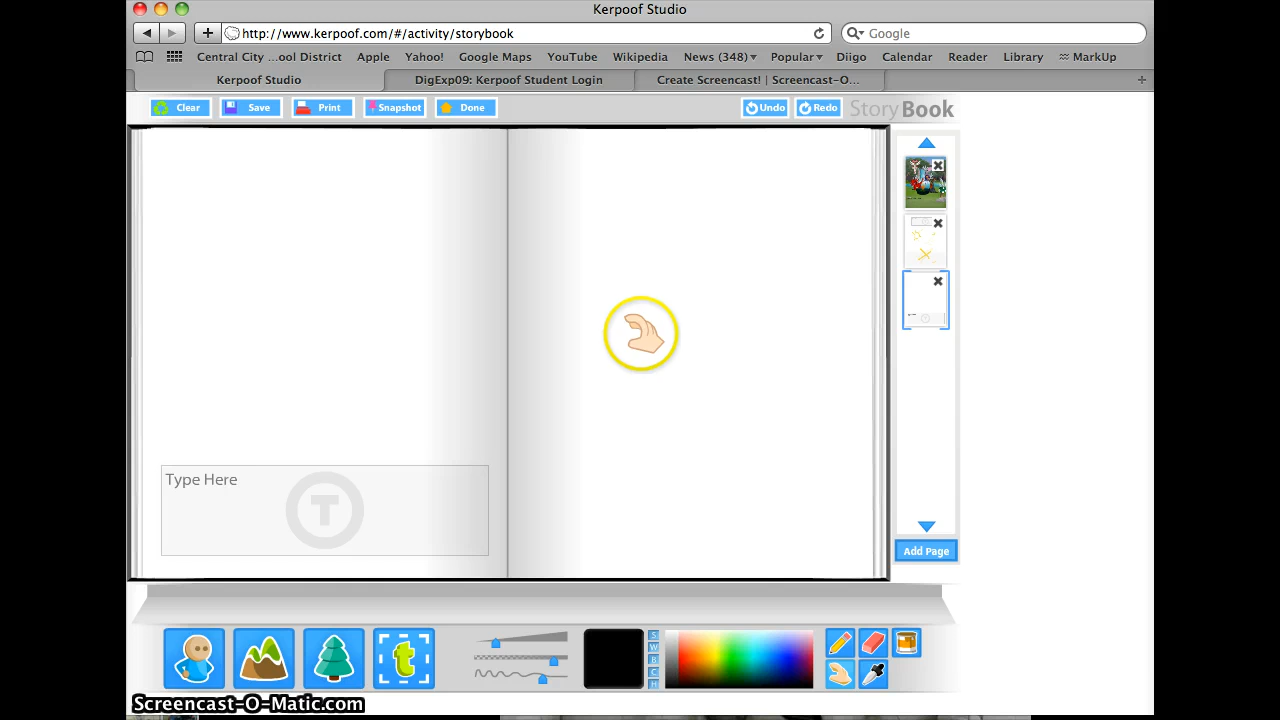 Kerpoof Studio
http://www.kerpoof.com/#/activity/storybook
Google
Central City ...ool District Apple Yahoo! Google Maps YouTube Wikipedia News (348) Popular Diigo Calendar Reader Library MarkUp
Kerpoof Studio DigExp09: Kerpoof Student Login Create Screencast! | Screencast-O...
Clear Save Print Snapshot Done Undo Redo StoryBook
Type Here
T
Add Page
t
S
W
B
C
H
Screencast-O-Matic.com